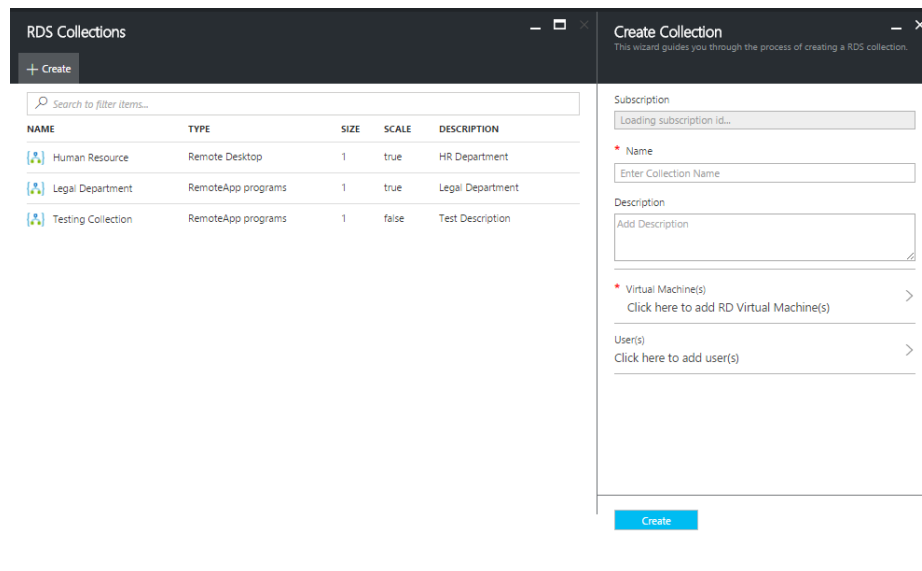 RDS Collections
+ Create
Search to filter items...
NAME TYPE SIZE SCALE DESCRIPTION
Human Resource Remote Desktop 1 true HR Department
Legal Department RemoteApp programs 1 true Legal Department
Testing Collection RemoteApp programs 1 false Test Description
Create Collection
This wizard guides you through the process of creating a RDS collection.
Subscription
Loading subscription id...
* Name
Enter Collection Name
Description
Add Description
* Virtual Machine(s)
Click here to add RD Virtual Machine(s)
User(s)
Click here to add user(s)
Create